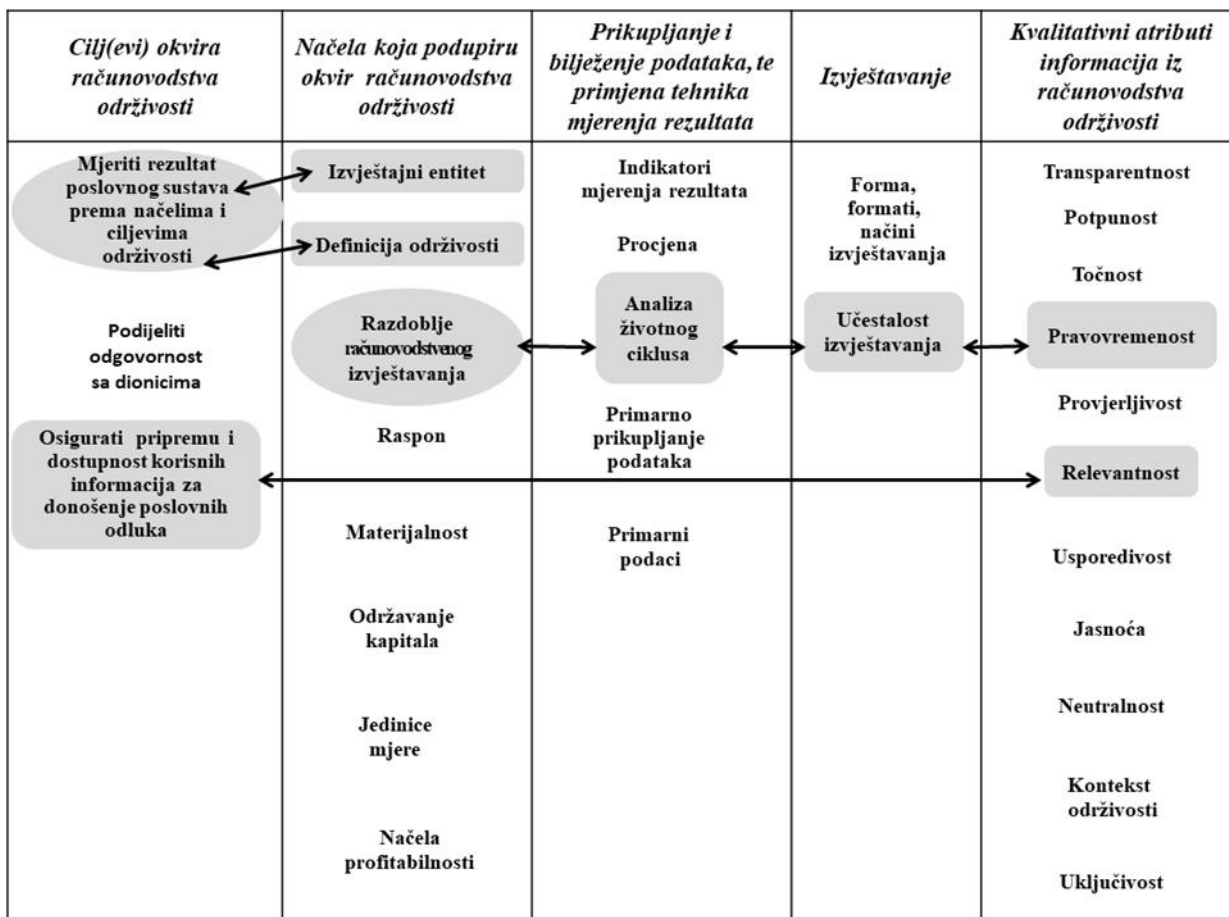 Cilj(evi) okvira
računovodstva
održivosti
Načela koja podupiru
okvir računovodstva
održivosti
Prikupljanje i
bilježenje podataka, te
primjena tehnika
mjerenja rezultata
Izvještavanje
Kvalitativni atributi
informacija iz
računovodstva
održivosti
Mjeriti rezultat
poslovnog sustava
prema načelima i
ciljevima
održivosti
Podijeliti
odgovornost
sa dionicima
Osigurati pripremu i
dostupnost korisnih
informacija za
donošenje poslovnih
odluka
Izvještajni entitet
Definicija održivosti
Razdoblje
računovodstvenog
izvještavanja
Raspon
Materijalnost
Održavanje
kapitala
Jedinice
mjere
Načela
profitabilnosti
Indikatori
mjerenja rezultata
Procjena
Analiza
životnog
ciklusa
Primarno
prikupljanje
podataka
Primarni
podaci
Forma,
formati,
načini
izvještavanja
Učestalost
izvještavanja
Transparentnost
Potpunost
Točnost
Pravovremenost
Provjerljivost
Relevantnost
Usporedivost
Jasnoća
Neutralnost
Kontekst
održivosti
Uključivost